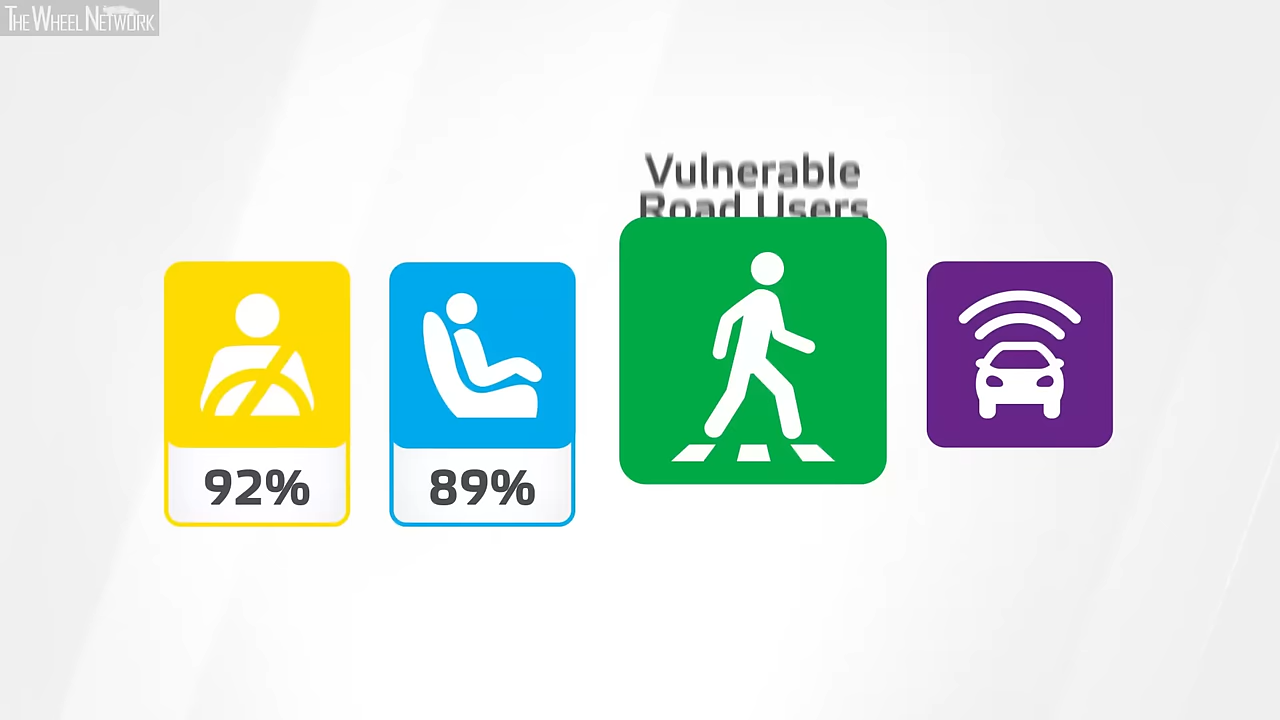 THE WHEEL NETWORK
Vulnerable
Road Users
92%
89%